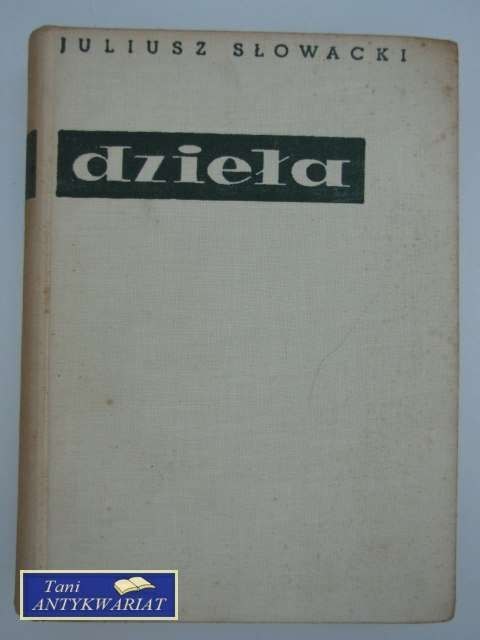 JULIUSZ SŁOWACKI
dzieła
Tani
ANTYKWARIAT